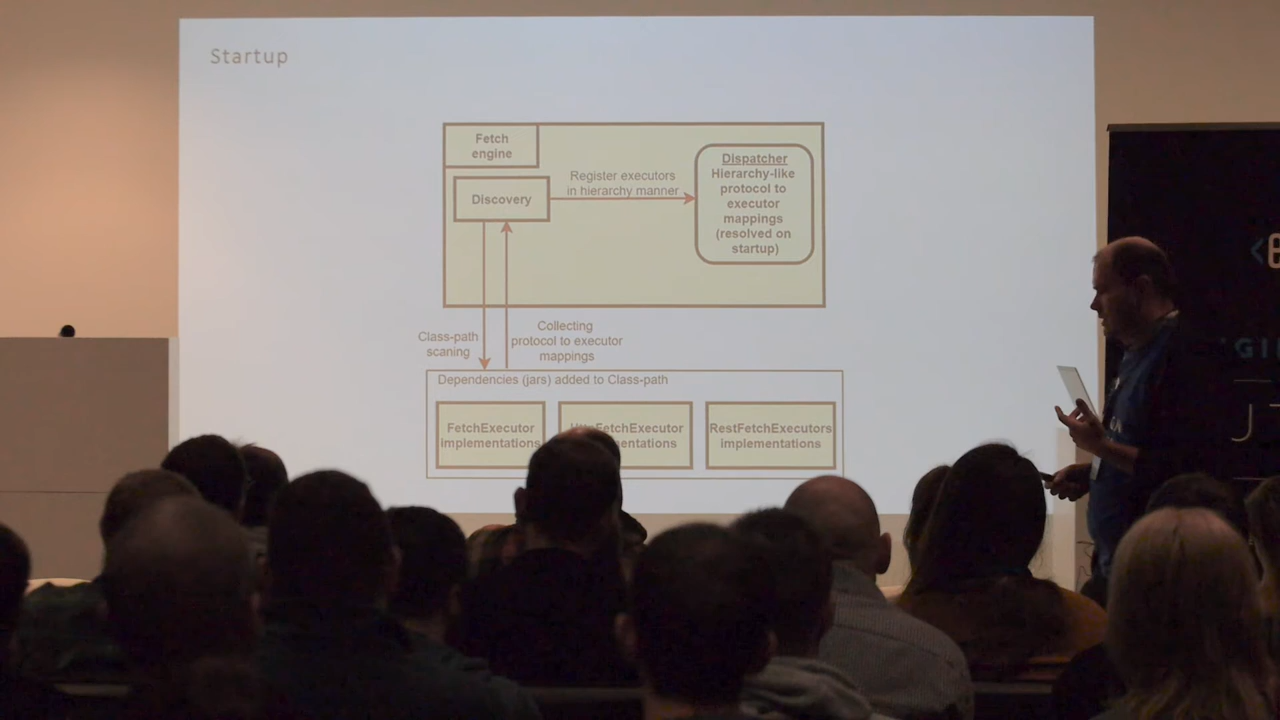 Startup
Fetch
engine
Discovery
Register executors
in hierarchy manner
Dispatcher
Hierarchy-like
protocol to
executor
mappings
(resolved on
startup)
Class-path
scaning
Collecting
protocol to executor
mappings
Dependencies (jars) added to Class-path
FetchExecutor
implementations
FetchExecutor
RestFetchExecutors
implementations